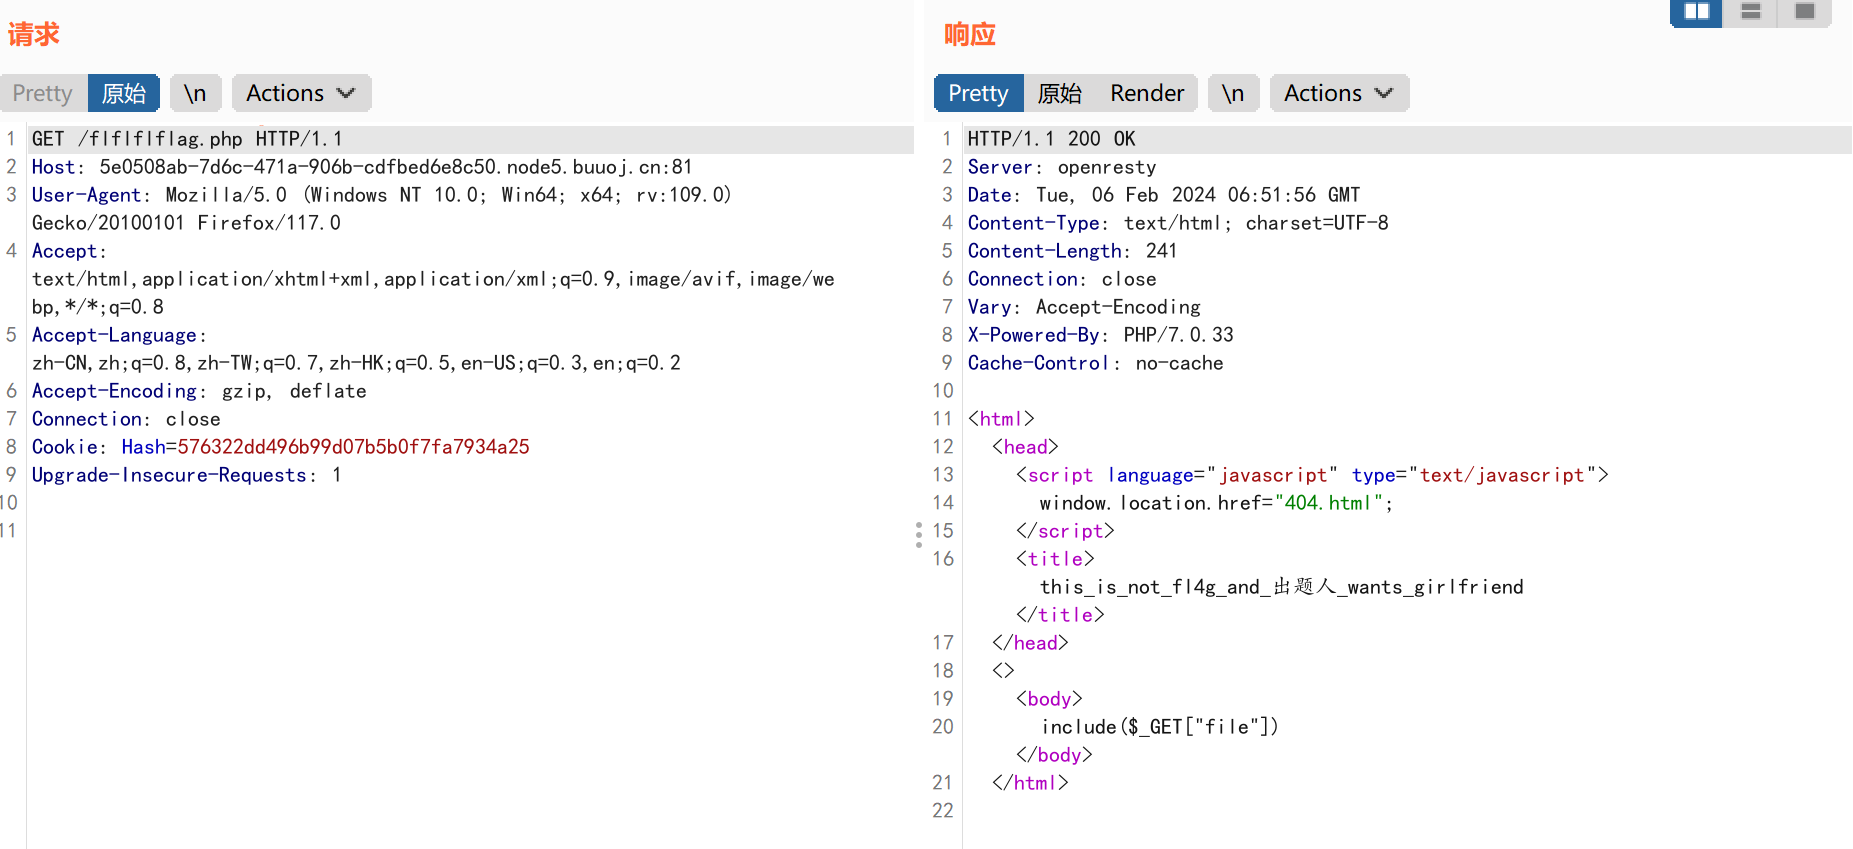 请求
Pretty 原始 \n Actions
1 GET /flflflflag.php HTTP/1.1
2 Host: 5e0508ab-7d6c-471a-906b-cdfbed6e8c50.node5.buuoj.cn:81
3 User-Agent: Mozilla/5.0 (Windows NT 10.0; Win64; x64; rv:109.0)
Gecko/20100101 Firefox/117.0
4 Accept:
text/html,application/xhtml+xml,application/xml;q=0.9,image/avif,image/we
bp,*/*;q=0.8
5 Accept-Language:
zh-CN,zh;q=0.8,zh-TW;q=0.7,zh-HK;q=0.5,en-US;q=0.3,en;q=0.2
6 Accept-Encoding: gzip, deflate
7 Connection: close
8 Cookie: Hash=576322dd496b99d07b5b0f7fa7934a25
9 Upgrade-Insecure-Requests: 1
10
11
响应
Pretty 原始 Render \n Actions
1 HTTP/1.1 200 OK
2 Server: openresty
3 Date: Tue, 06 Feb 2024 06:51:56 GMT
4 Content-Type: text/html; charset=UTF-8
5 Content-Length: 241
6 Connection: close
7 Vary: Accept-Encoding
8 X-Powered-By: PHP/7.0.33
9 Cache-Control: no-cache
10
11 <html>
12 <head>
13 <script language="javascript" type="text/javascript">
14 window.location.href="404.html";
15 </script>
16 <title>
this_is_not_fl4g_and_出题人_wants_girlfriend
</title>
17 </head>
18 <>
19 <body>
20 include($_GET["file"])
</body>
21 </html>
22